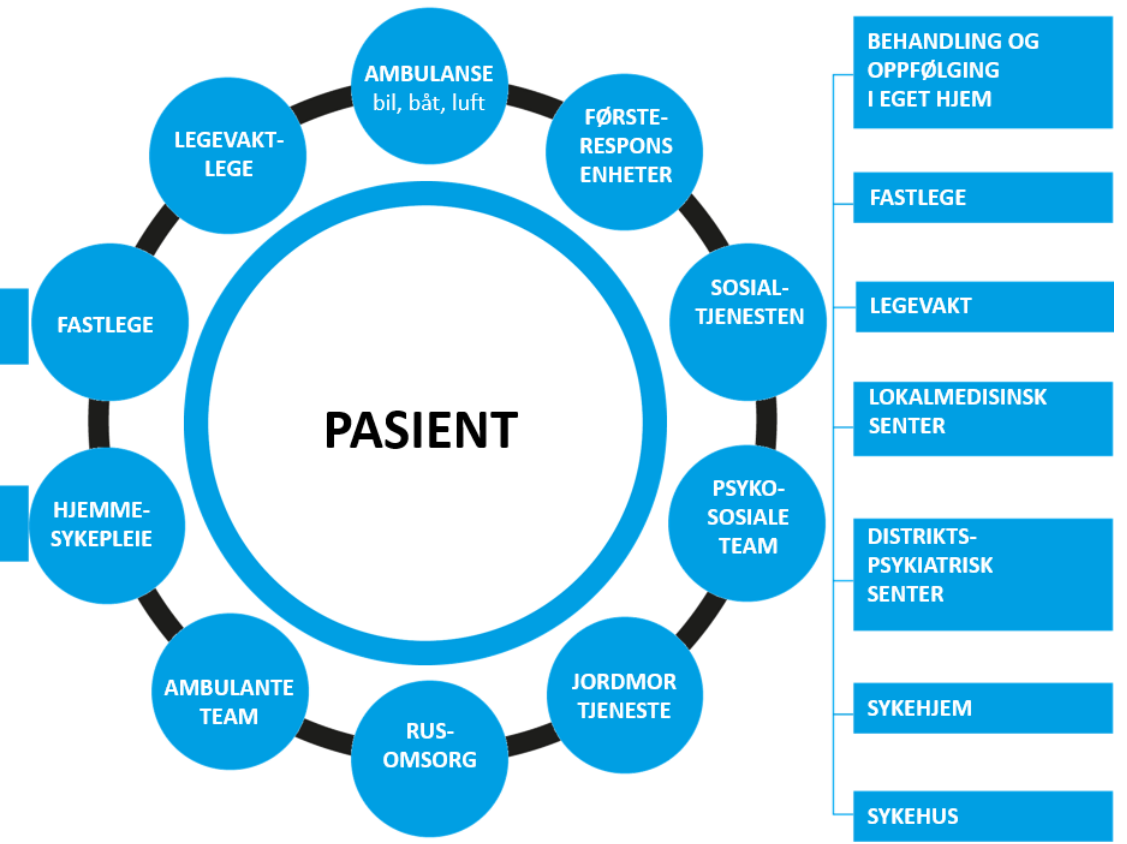 AMBULANSE
bil, båt, luft
FØRSTE-
RESPONS
ENHETER
SOSIAL-
TJENESTEN
PSYKO-
SOSIALE
TEAM
JORDMOR
TJENESTE
RUS-
OMSORG
AMBULANTE
TEAM
HJEMME-
SYKEPLEIE
FASTLEGE
LEGEVAKT-
LEGE
PASIENT
BEHANDLING OG
OPPFØLGING
I EGET HJEM
FASTLEGE
LEGEVAKT
LOKALMEDISINSK
SENTER
DISTRIKTS-
PSYKIATRISK
SENTER
SYKEHJEM
SYKEHUS